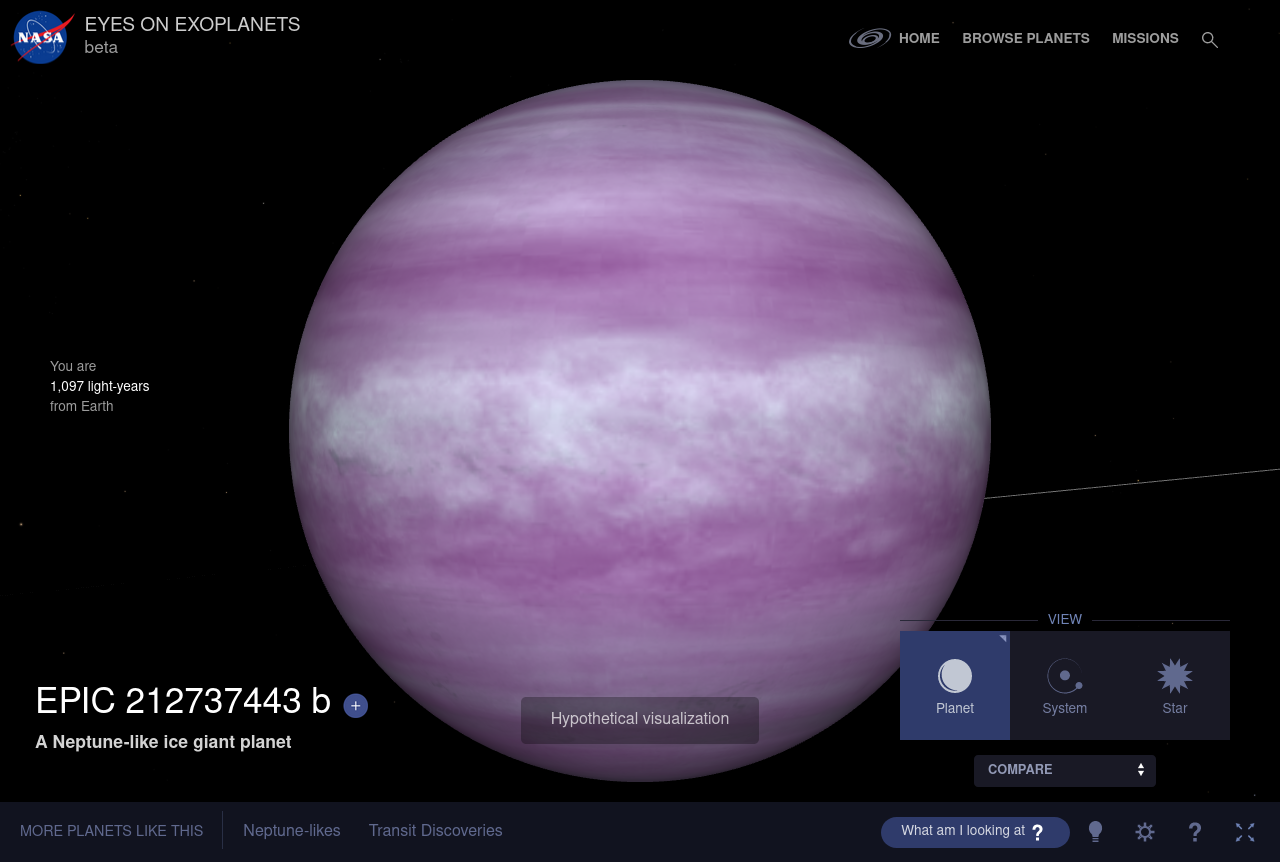 NASA
EYES ON EXOPLANETS
beta
HOME
BROWSE PLANETS
MISSIONS
You are
1,097 light-years
from Earth
VIEW
Planet
System
Star
EPIC 212737443 b +
A Neptune-like ice giant planet
Hypothetical visualization
COMPARE
MORE PLANETS LIKE THIS
Neptune-likes
Transit Discoveries
What am I looking at ?
?